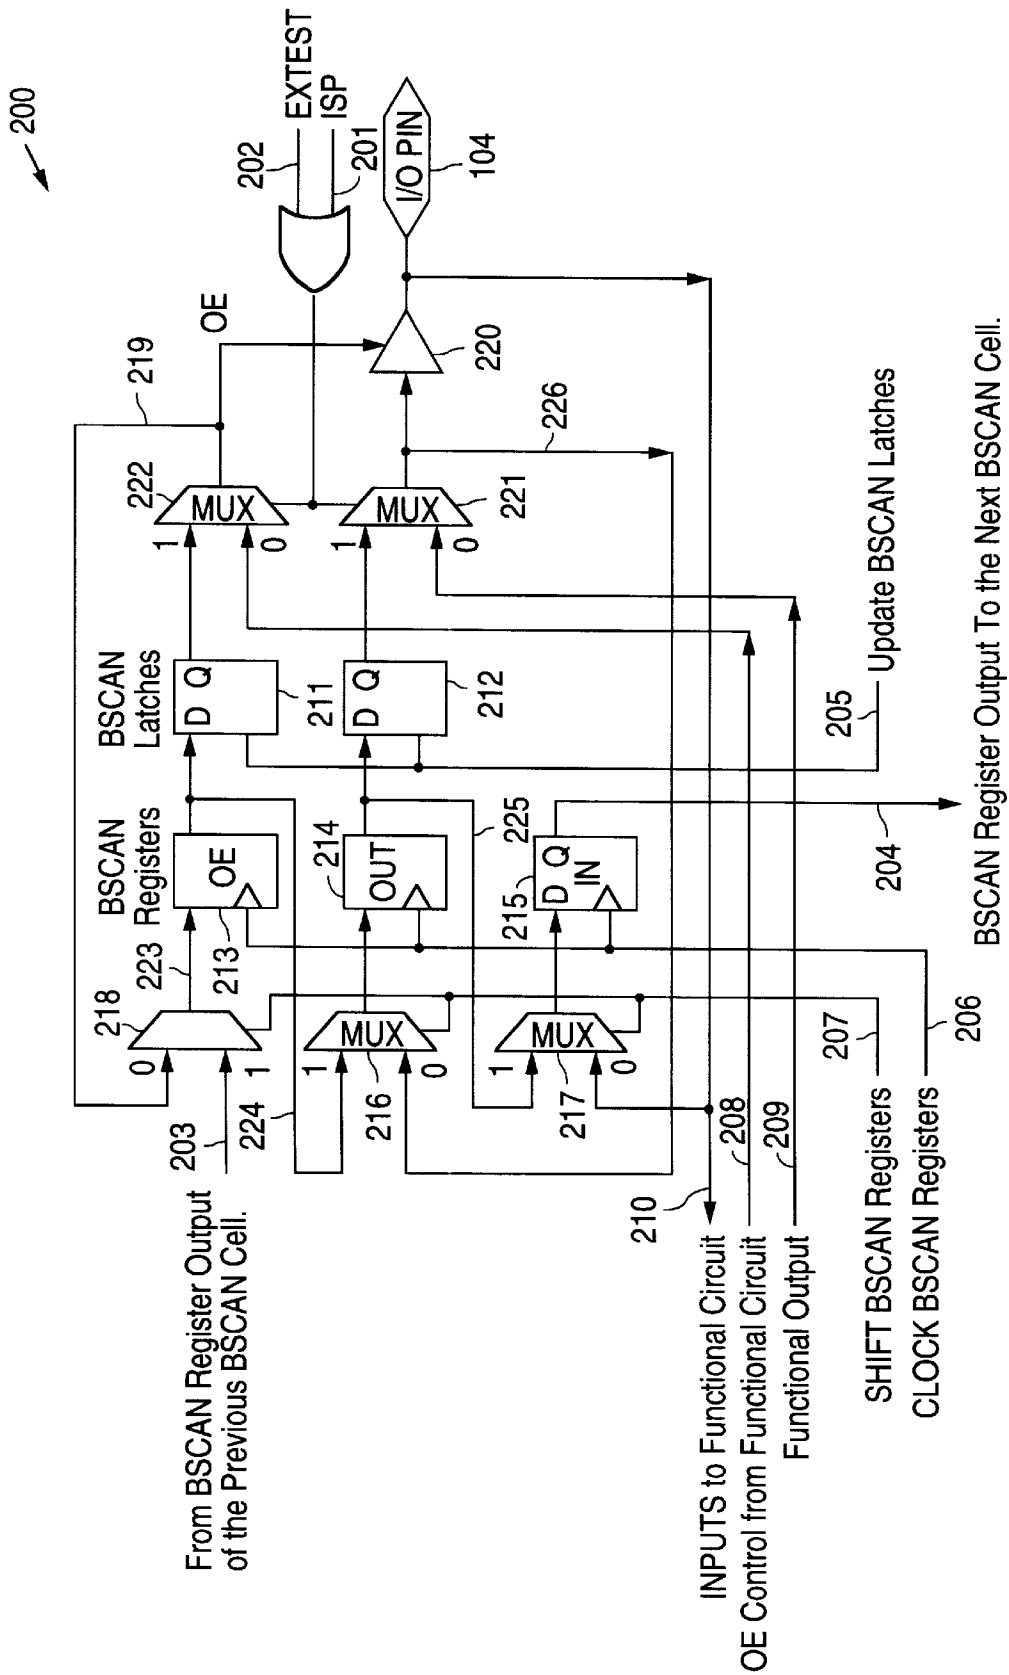 200
EXTEST
ISP
202
201
I/O PIN
104
OE
219
220
226
222
MUX
221
MUX
1
0
1
0
BSCAN
Latches
D Q
211
D Q
212
205
Update BSCAN Latches
BSCAN
Registers
OE
213
214
OUT
225
215
D Q
IN
204
BSCAN Register Output To the Next BSCAN Cell.
223
218
0
1
MUX
1
0
216
MUX
1
0
217
207
206
203
224
From BSCAN Register Output
of the Previous BSCAN Cell.
210
208
209
INPUTS to Functional Circuit
OE Control from Functional Circuit
Functional Output
SHIFT BSCAN Registers
CLOCK BSCAN Registers